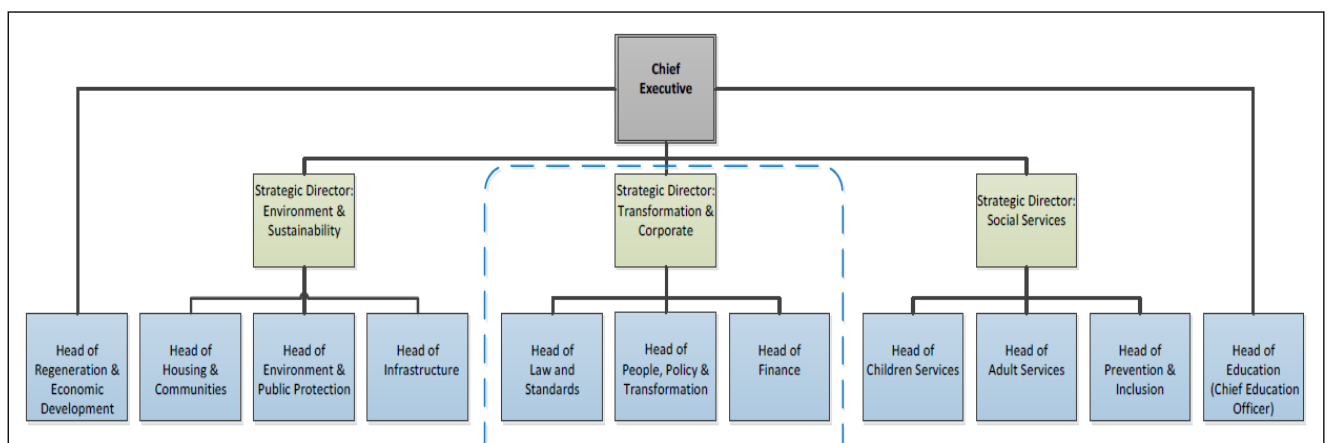 Chief
Executive
Strategic Director:
Environment &
Sustainability
Strategic Director:
Transformation &
Corporate
Strategic Director:
Social Services
Head of
Regeneration &
Economic
Development
Head of
Housing &
Communities
Head of
Environment &
Public Protection
Head of
Infrastructure
Head of
Law and
Standards
Head of
People, Policy &
Transformation
Head of
Finance
Head of
Children Services
Head of
Adult Services
Head of
Prevention &
Inclusion
Head of
Education
(Chief Education
Officer)